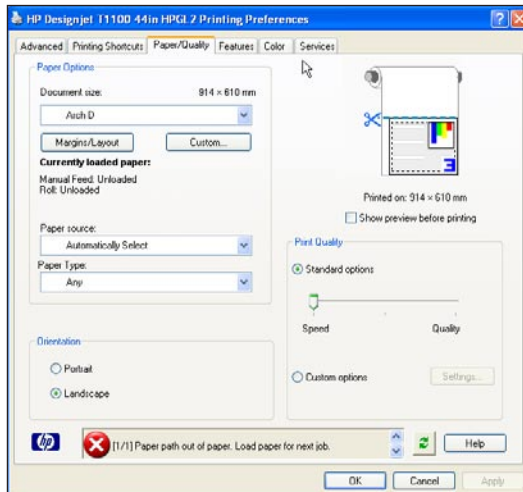 HP Designjet T1100 44in HPGL2 Printing Preferences
Advanced Printing Shortcuts Paper/Quality Features Color Services
Paper Options
Document size: 914 × 610 mm
Arch D
Margins/Layout Custom...
Currently loaded paper:
Manual Feed: Unloaded
Roll: Unloaded
Paper source:
Automatically Select
Paper Type:
Any
3
Printed on: 914 × 610 mm
Show preview before printing
Print Quality
Standard options
Speed Quality
Custom options Settings...
Orientation
Portrait
Landscape
hp [1/1] Paper path out of paper. Load paper for next job. Help
OK Cancel Apply